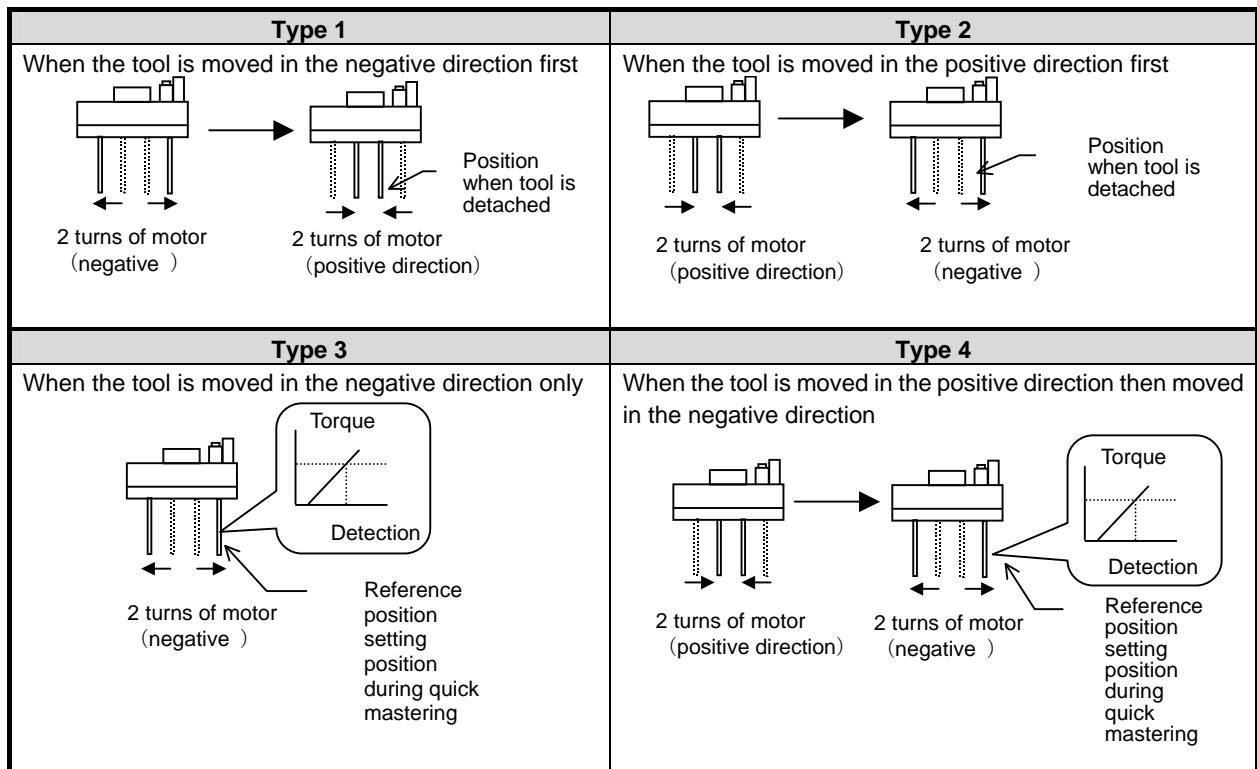 Type 1
When the tool is moved in the negative direction first
Position
when tool is
detached
2 turns of motor
（negative ）
2 turns of motor
（positive direction）
Type 2
When the tool is moved in the positive direction first
Position
when tool is
detached
2 turns of motor
（positive direction）
2 turns of motor
（negative ）
Type 3
When the tool is moved in the negative direction only
Torque
Detection
2 turns of motor
（negative ）
Reference
position
setting
position
during quick
mastering
Type 4
When the tool is moved in the positive direction then moved
in the negative direction
Torque
Detection
2 turns of motor
（positive direction）
2 turns of motor
（negative ）
Reference
position
setting
position
during
quick
mastering